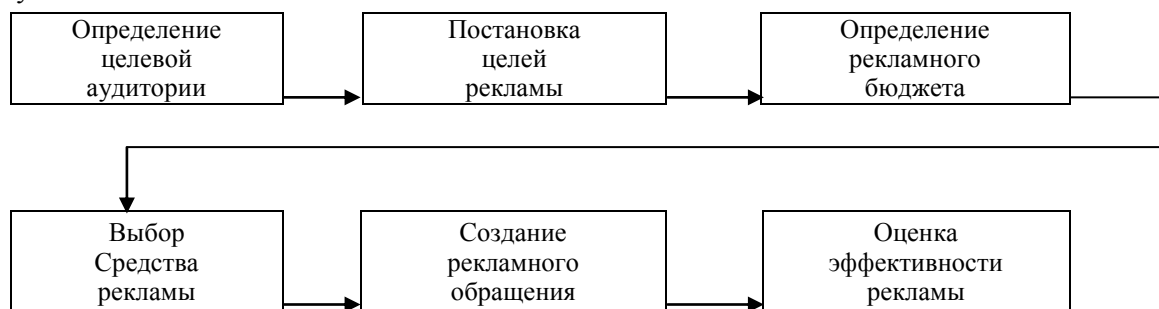 Определение
целевой
аудитории
Постановка
целей
рекламы
Определение
рекламного
бюджета
Выбор
Средства
рекламы
Создание
рекламного
обращения
Оценка
эффективности
рекламы